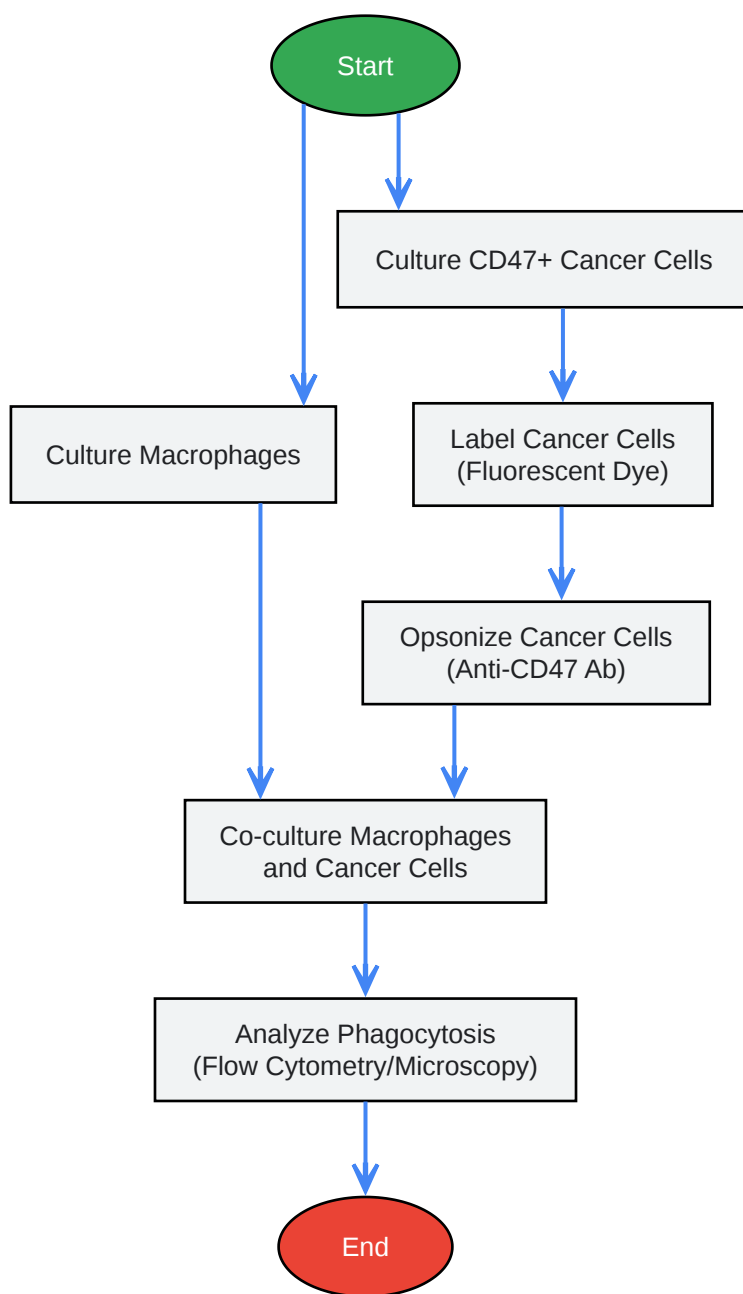 Start
Culture CD47+ Cancer Cells
Culture Macrophages
Label Cancer Cells
(Fluorescent Dye)
Opsonize Cancer Cells
(Anti-CD47 Ab)
Co-culture Macrophages
and Cancer Cells
Analyze Phagocytosis
(Flow Cytometry/Microscopy)
End